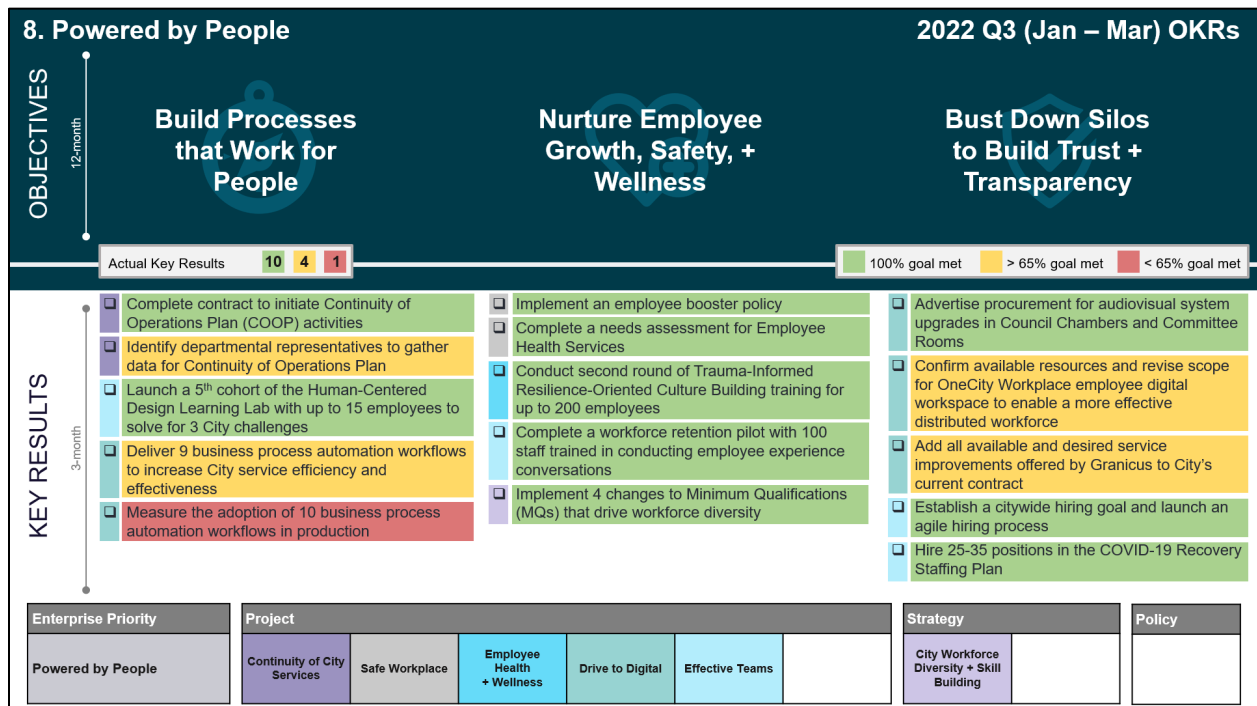 8. Powered by People
2022 Q3 (Jan – Mar) OKRs
OBJECTIVES
12-month
Build Processes
that Work for
People
Nurture Employee
Growth, Safety, +
Wellness
Bust Down Silos
to Build Trust +
Transparency
Actual Key Results 10 4 1
100% goal met > 65% goal met < 65% goal met
KEY RESULTS
3-month
Complete contract to initiate Continuity of
Operations Plan (COOP) activities
Identify departmental representatives to gather
data for Continuity of Operations Plan
Launch a 5th cohort of the Human-Centered
Design Learning Lab with up to 15 employees to
solve for 3 City challenges
Deliver 9 business process automation workflows
to increase City service efficiency and
effectiveness
Measure the adoption of 10 business process
automation workflows in production
Implement an employee booster policy
Complete a needs assessment for Employee
Health Services
Conduct second round of Trauma-Informed
Resilience-Oriented Culture Building training for
up to 200 employees
Complete a workforce retention pilot with 100
staff trained in conducting employee experience
conversations
Implement 4 changes to Minimum Qualifications
(MQs) that drive workforce diversity
Advertise procurement for audiovisual system
upgrades in Council Chambers and Committee
Rooms
Confirm available resources and revise scope
for OneCity Workplace employee digital
workspace to enable a more effective
distributed workforce
Add all available and desired service
improvements offered by Granicus to City's
current contract
Establish a citywide hiring goal and launch an
agile hiring process
Hire 25-35 positions in the COVID-19 Recovery
Staffing Plan
Enterprise Priority
Powered by People
Project
Continuity of City
Services
Safe Workplace
Employee
Health
+ Wellness
Drive to Digital
Effective Teams
Strategy
City Workforce
Diversity + Skill
Building
Policy